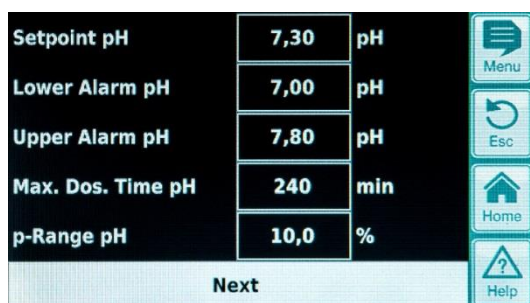 Setpoint pH 7,30 pH
Menu
Lower Alarm pH 7,00 pH
Upper Alarm pH 7,80 pH
Esc
Max. Dos. Time pH 240 min
Home
p-Range pH 10,0 %
Next
? Help